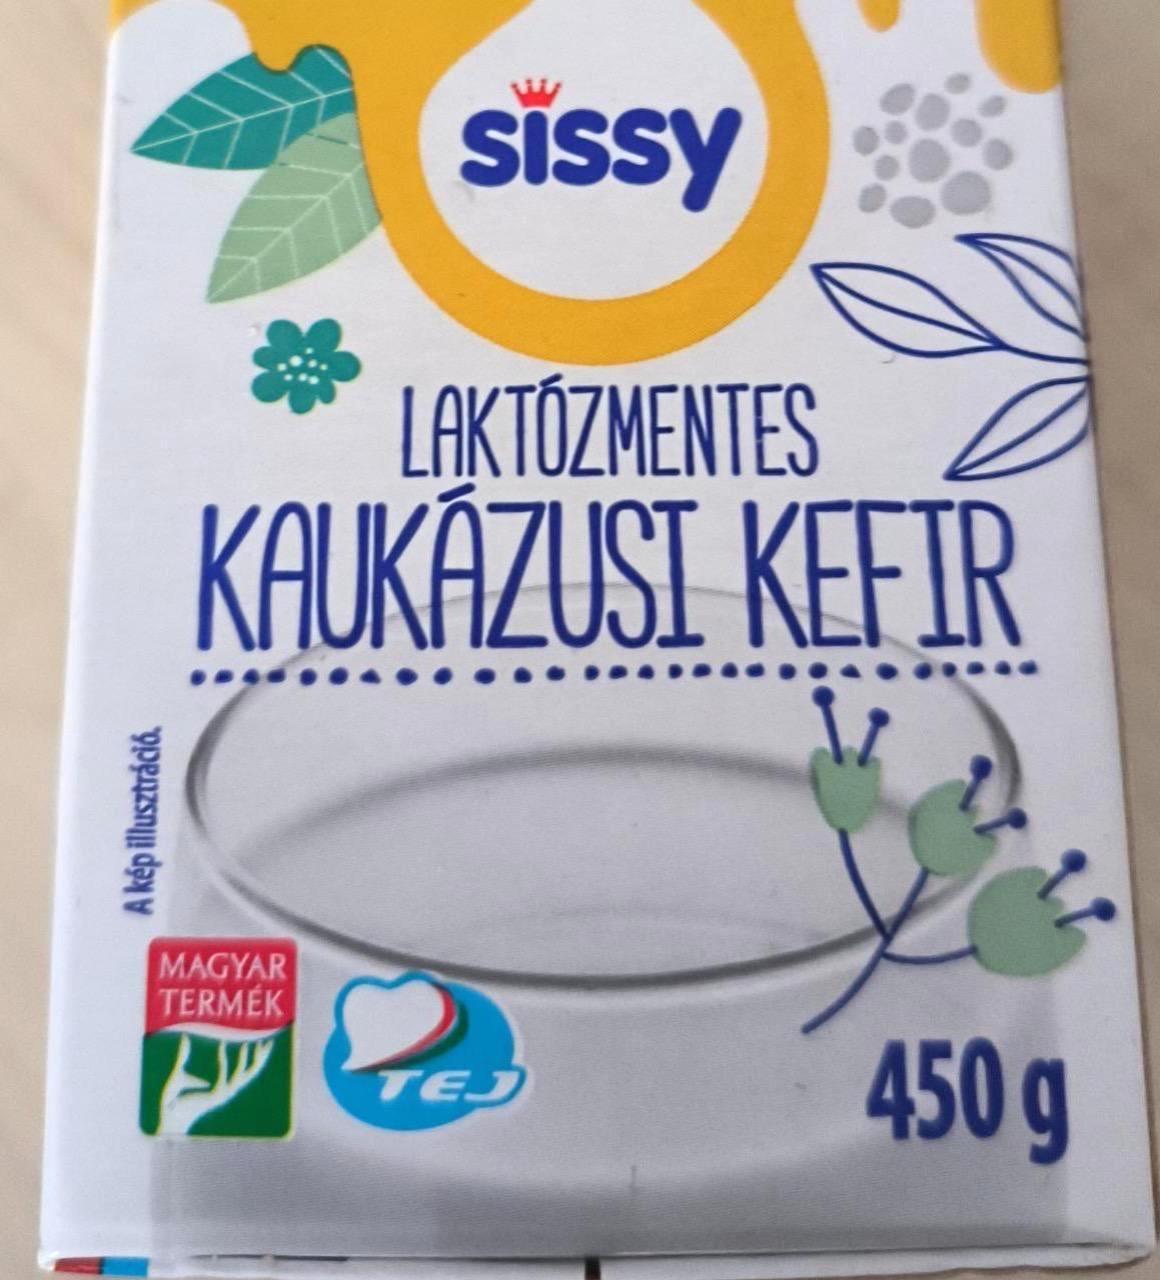 sissy
LAKTÓZMENTES
KAUKÁZUSI KEFIR
A kép illusztráció.
MAGYAR
TERMÉK
TEJ
450 g